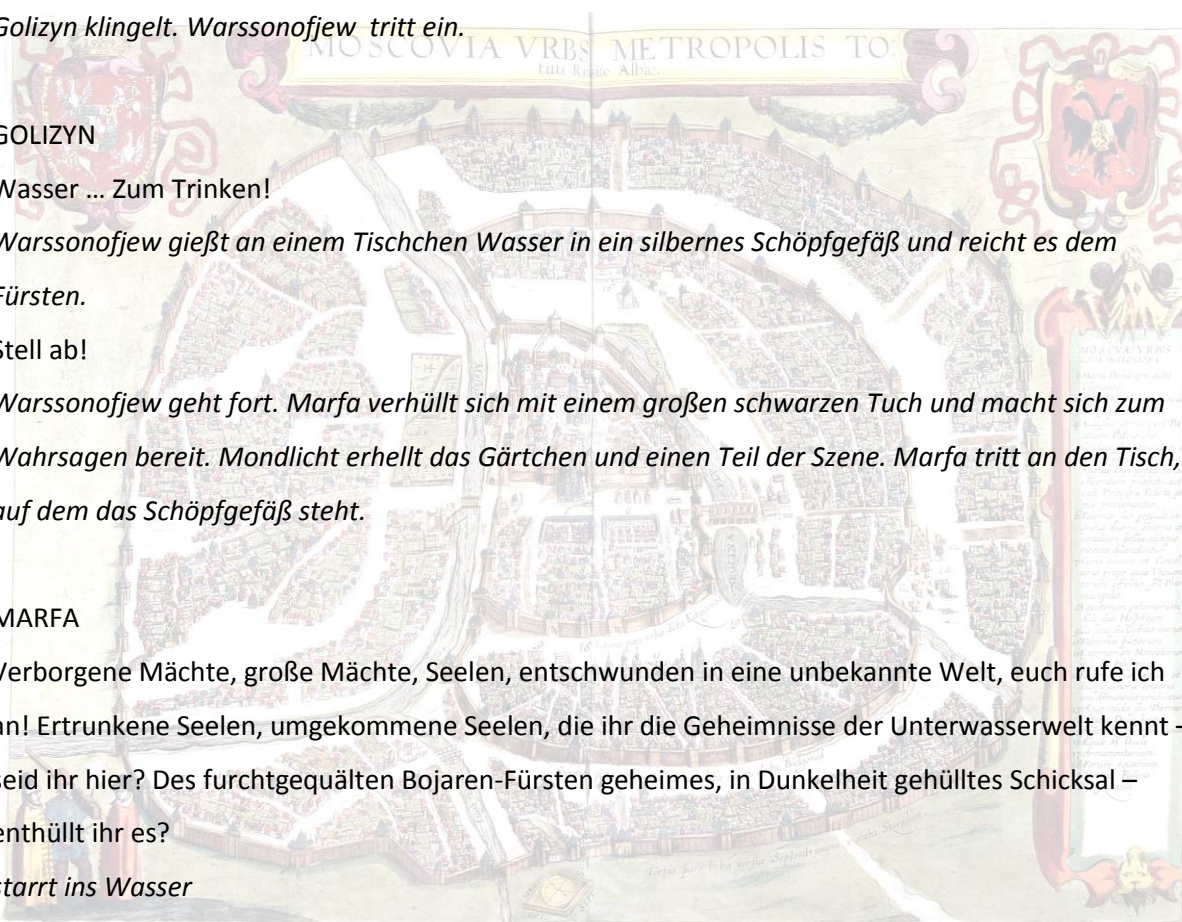 Golizyn klingelt. Warssonofjew  tritt ein.
MOSCOVIA VRBS METROPOLIS TO:
tius Russiæ Albæ.
GOLIZYN
Wasser … Zum Trinken!
Warssonofjew gießt an einem Tischchen Wasser in ein silbernes Schöpfgefäß und reicht es dem
Fürsten.
Stell ab!
Warssonofjew geht fort. Marfa verhüllt sich mit einem großen schwarzen Tuch und macht sich zum
Wahrsagen bereit. Mondlicht erhellt das Gärtchen und einen Teil der Szene. Marfa tritt an den Tisch,
auf dem das Schöpfgefäß steht.
MARFA
Verborgene Mächte, große Mächte, Seelen, entschwunden in eine unbekannte Welt, euch rufe ich
an! Ertrunkene Seelen, umgekommene Seelen, die ihr die Geheimnisse der Unterwasserwelt kennt –
seid ihr hier? Des furchtgequälten Bojaren-Fürsten geheimes, in Dunkelheit gehülltes Schicksal –
enthüllt ihr es?
starrt ins Wasser